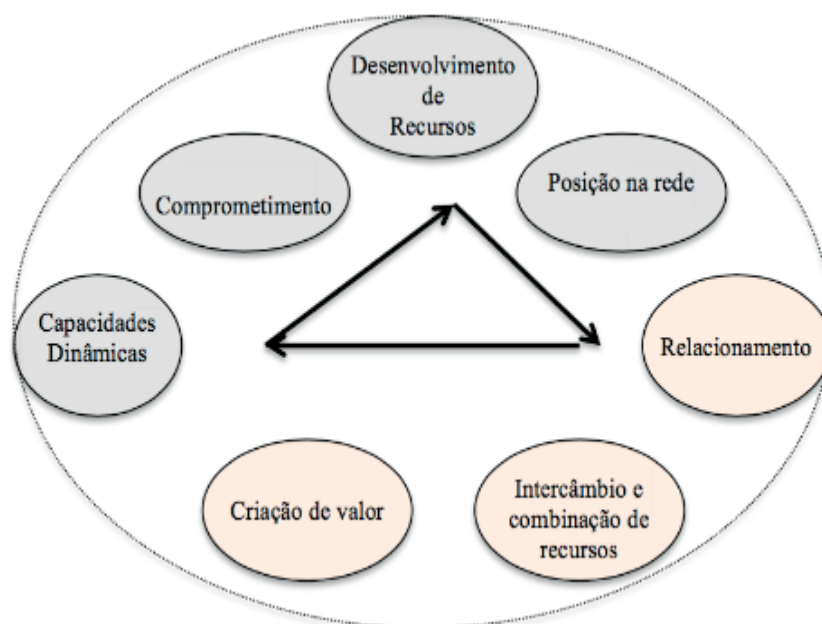 Desenvolvimento
de
Recursos
Comprometimento
Posição na rede
Capacidades
Dinâmicas
Relacionamento
Criação de valor
Intercâmbio e
combinação de
recursos